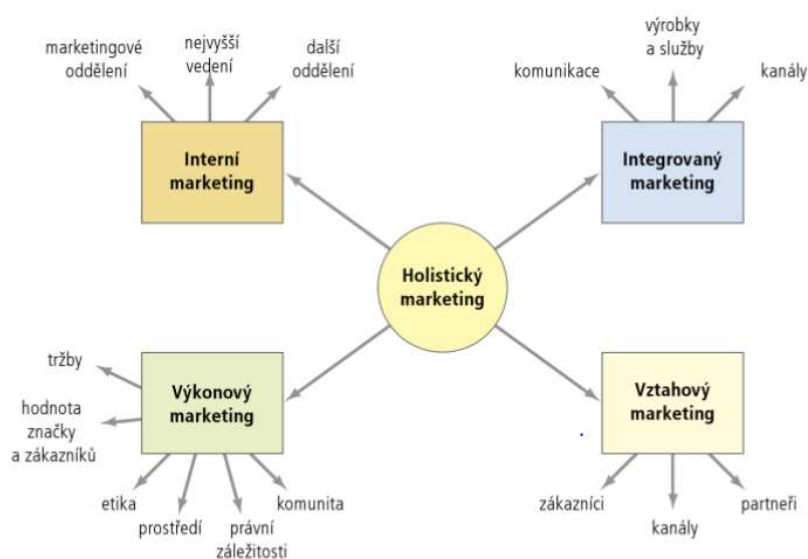 marketingové
oddělení
nejvyšší
vedení
další
oddělení
výrobky
a služby
komunikace
kanály
Interní
marketing
Integrovaný
marketing
Holistický
marketing
tržby
hodnota
značky
a zákazníků
Výkonový
marketing
Vztahový
marketing
etika
prostředí
právní
záležitosti
komunita
zákazníci
kanály
partneři